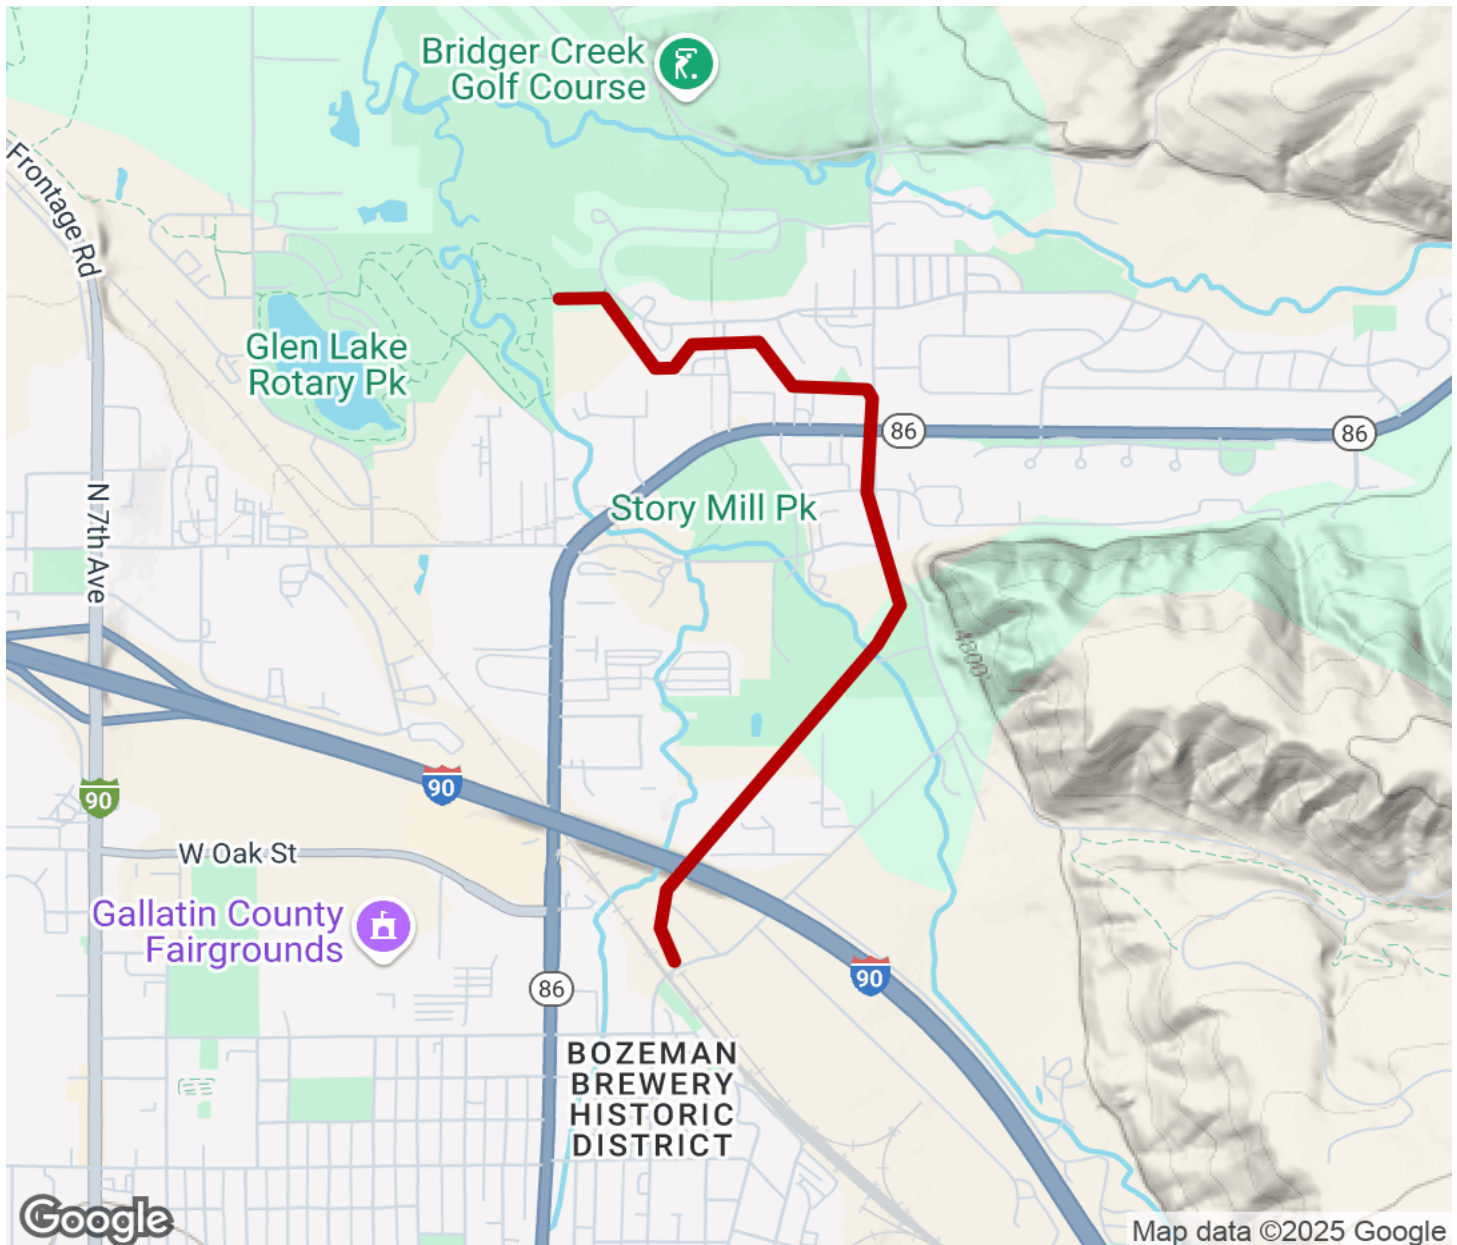 Bridger Creek
Golf Course
Frontage Rd
Glen Lake
Rotary Pk
86
86
Story Mill Pk
N 7th Ave
4800'
90
90
W Oak St
Gallatin County
Fairgrounds
90
86
BOZEMAN
BREWERY
HISTORIC
DISTRICT
Google
Map data ©2025 Google